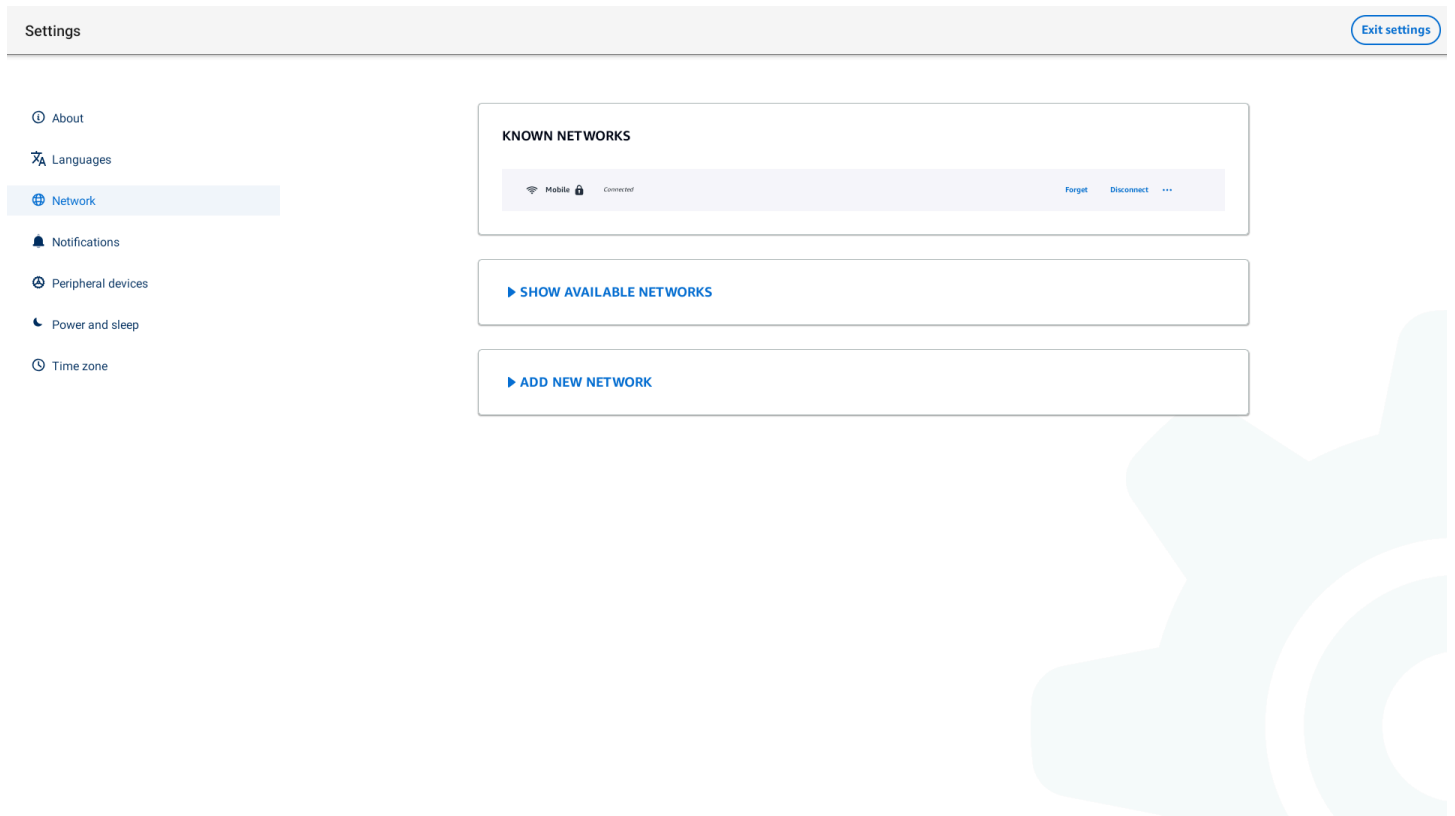 Settings
Exit settings
About
Languages
Network
Notifications
Peripheral devices
Power and sleep
Time zone
KNOWN NETWORKS
Mobile Connected Forget Disconnect ...
SHOW AVAILABLE NETWORKS
ADD NEW NETWORK